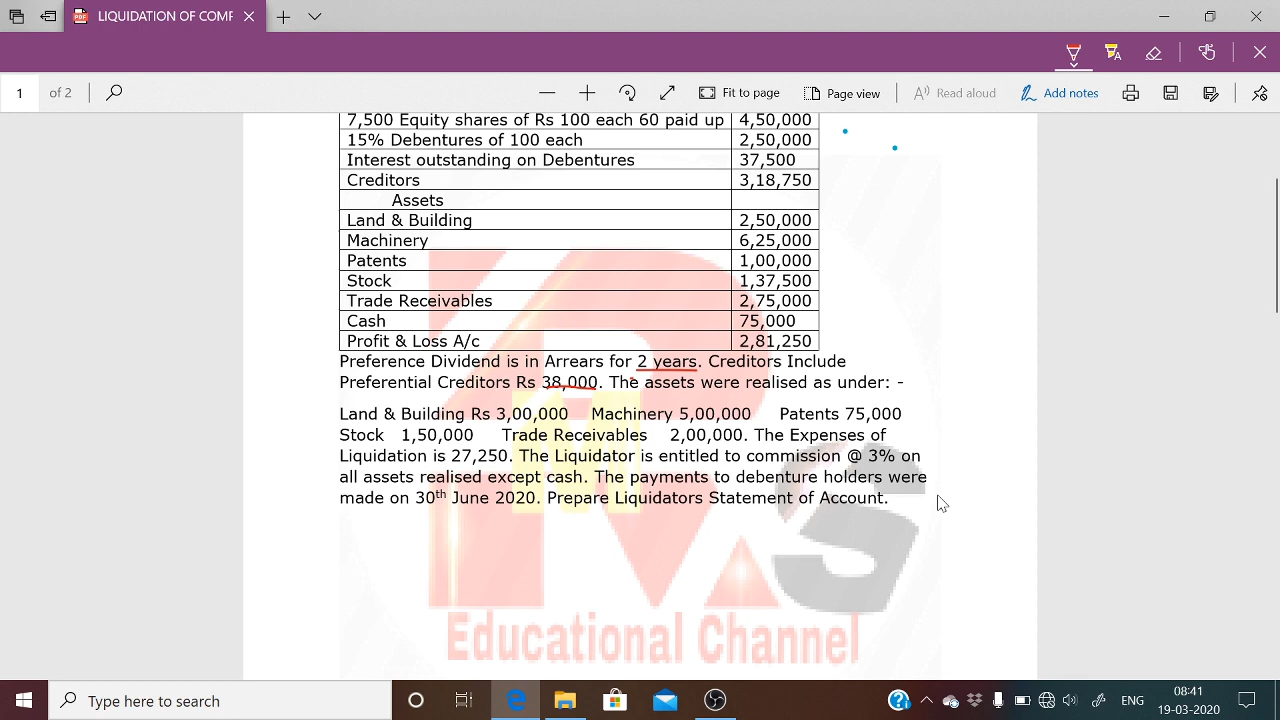 LIQUIDATION OF COMF
1 of 2 Fit to page Page view Read aloud Add notes
7,500 Equity shares of Rs 100 each 60 paid up 4,50,000
15% Debentures of 100 each 2,50,000
Interest outstanding on Debentures 37,500
Creditors 3,18,750
Assets
Land & Building 2,50,000
Machinery 6,25,000
Patents 1,00,000
Stock 1,37,500
Trade Receivables 2,75,000
Cash 75,000
Profit & Loss A/c 2,81,250
Preference Dividend is in Arrears for 2 years. Creditors Include
Preferential Creditors Rs 38,000. The assets were realised as under: -
Land & Building Rs 3,00,000 Machinery 5,00,000 Patents 75,000
Stock 1,50,000 Trade Receivables 2,00,000. The Expenses of
Liquidation is 27,250. The Liquidator is entitled to commission @ 3% on
all assets realised except cash. The payments to debenture holders were
made on 30th June 2020. Prepare Liquidators Statement of Account.
Educational Channel
Type here to search
ENG
08:41
19-03-2020